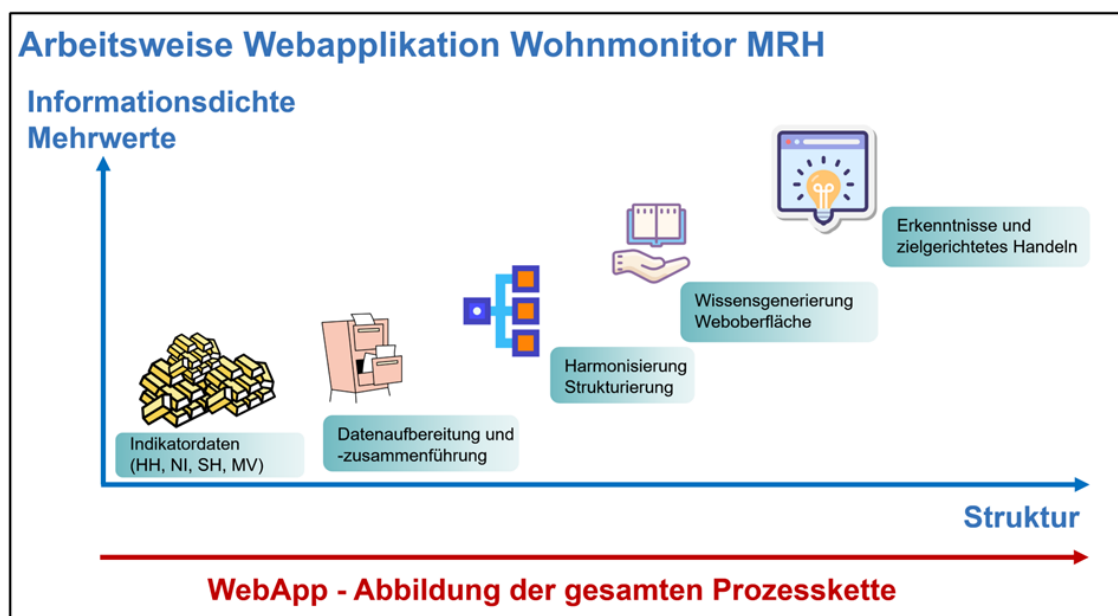 Arbeitsweise Webapplikation Wohnmonitor MRH
Informationsdichte
Mehrwerte
Indikatordaten
(HH, NI, SH, MV)
Datenaufbereitung und
-zusammenführung
Harmonisierung
Strukturierung
Wissensgenerierung
Weboberfläche
Erkenntnisse und
zielgerichtetes Handeln
Struktur
WebApp - Abbildung der gesamten Prozesskette